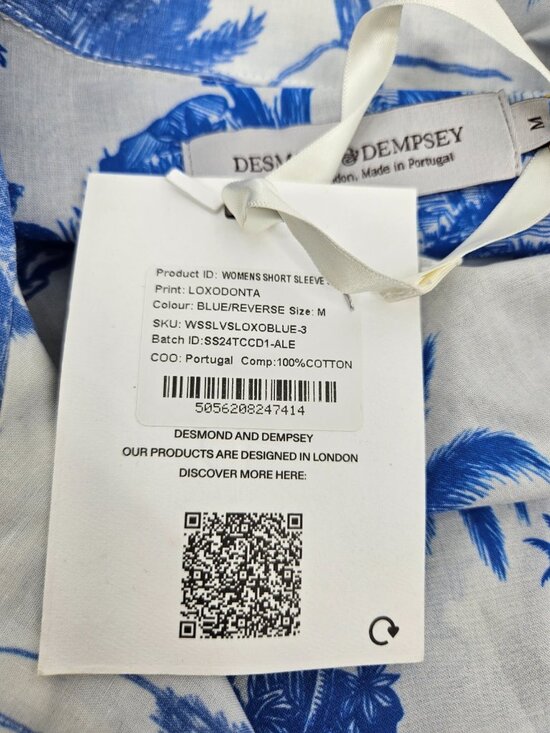 DESM & DEMPSEY
Made in Portugal
M
Product ID: WOMENS SHORT SLEEVE
Print: LOXODONTA
Colour: BLUE/REVERSE Size: M
SKU: WSSLVSLOXOBLUE-3
Batch ID:SS24TCCD1-ALE
COO: Portugal Comp:100%COTTON
5056208247414
DESMOND AND DEMPSEY
OUR PRODUCTS ARE DESIGNED IN LONDON
DISCOVER MORE HERE: